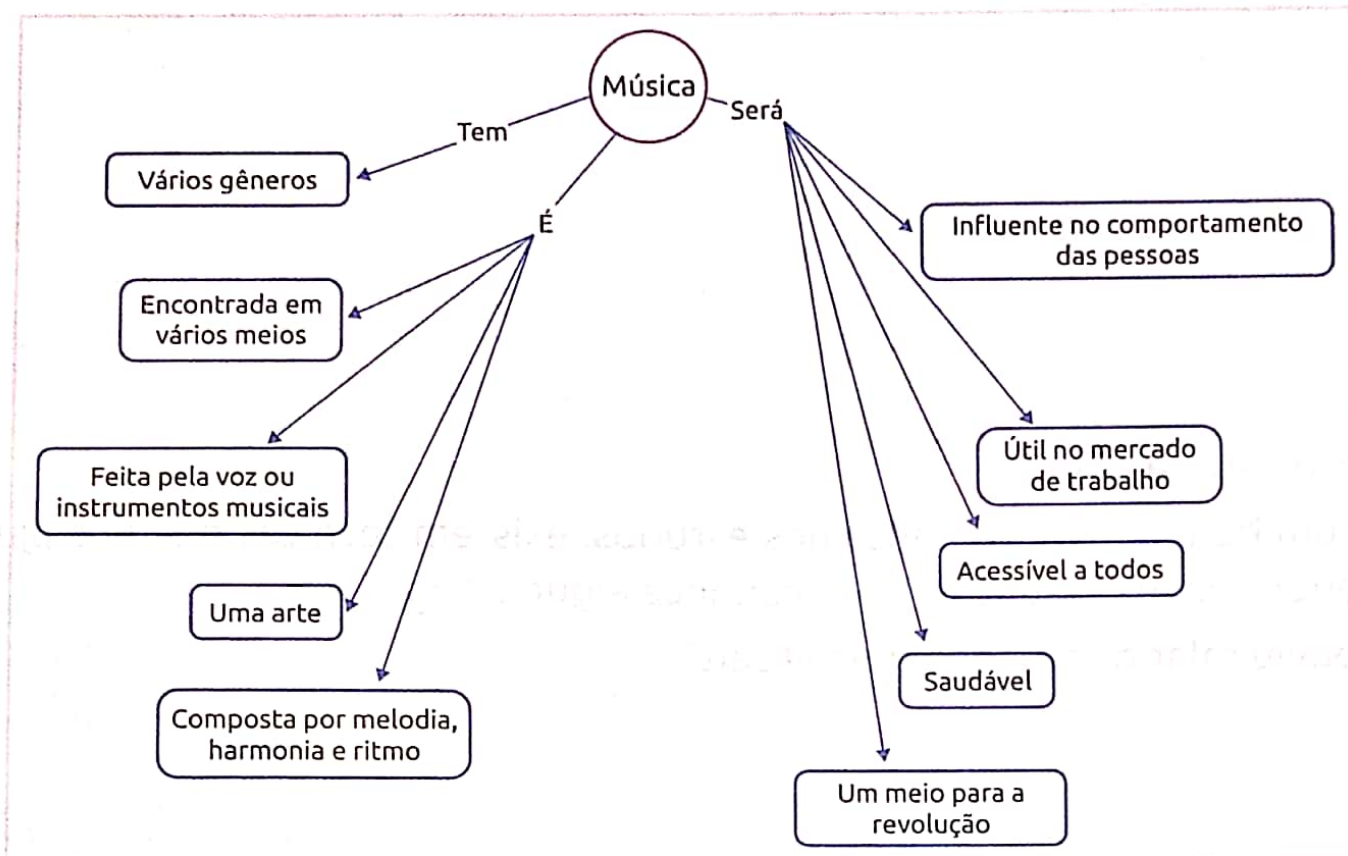 Música
Tem
Vários gêneros
É
Encontrada em
vários meios
Feita pela voz ou
instrumentos musicais
Uma arte
Composta por melodia,
harmonia e ritmo
Será
Influente no comportamento
das pessoas
Útil no mercado
de trabalho
Acessível a todos
Saudável
Um meio para a
revolução